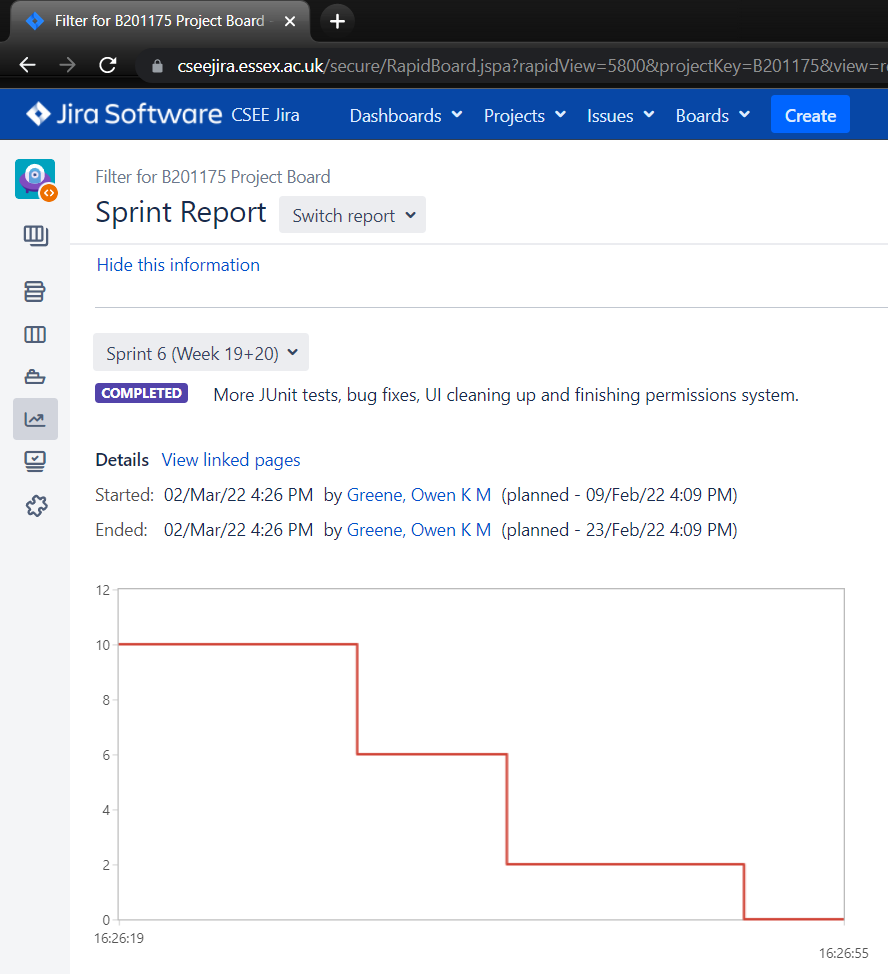 Filter for B201175 Project Board -
cseejira.essex.ac.uk/secure/RapidBoard.jspa?rapidView=5800&projectKey=B201175&view=re
Jira Software CSEE Jira Dashboards Projects Issues Boards Create
Filter for B201175 Project Board
Sprint Report Switch report
Hide this information
Sprint 6 (Week 19+20)
COMPLETED More JUnit tests, bug fixes, UI cleaning up and finishing permissions system.
Details View linked pages
Started: 02/Mar/22 4:26 PM by Greene, Owen K M (planned - 09/Feb/22 4:09 PM)
Ended: 02/Mar/22 4:26 PM by Greene, Owen K M (planned - 23/Feb/22 4:09 PM)
12
10
8
6
4
2
0
16:26:19
16:26:55